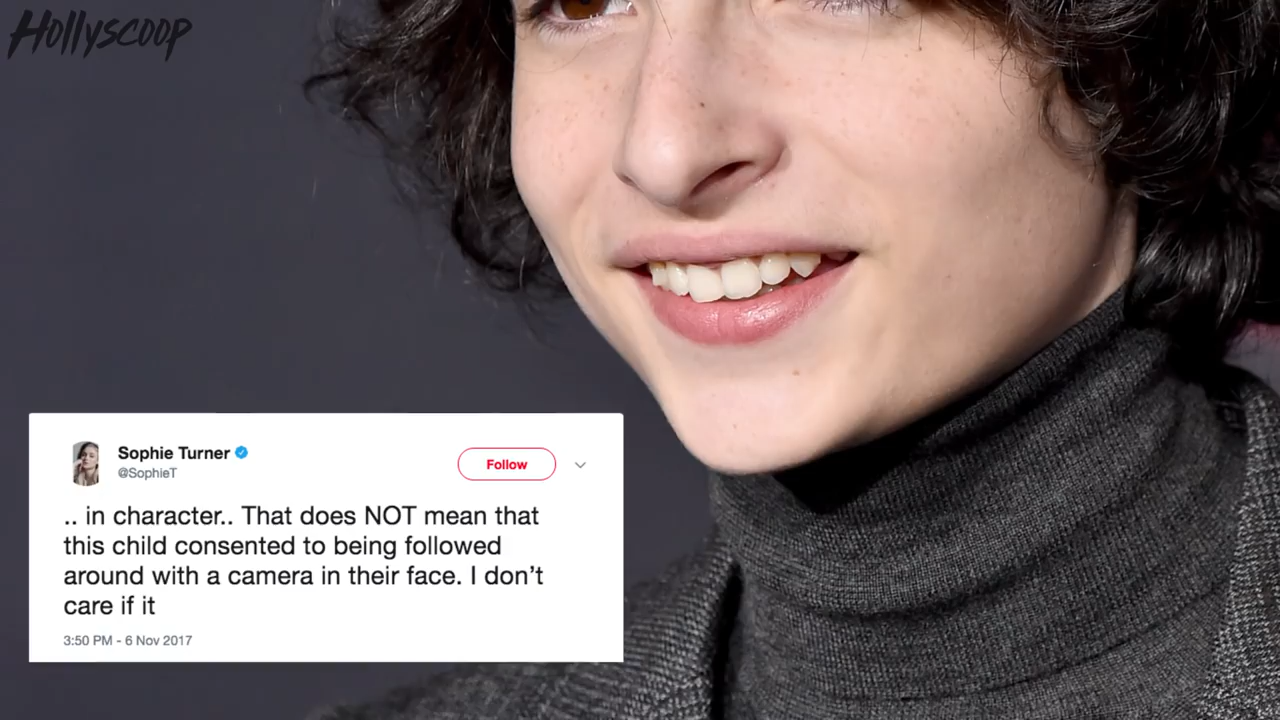 Hollyscoop
Sophie Turner
@SophieT
Follow
.. in character.. That does NOT mean that
this child consented to being followed
around with a camera in their face. I don’t
care if it
3:50 PM - 6 Nov 2017